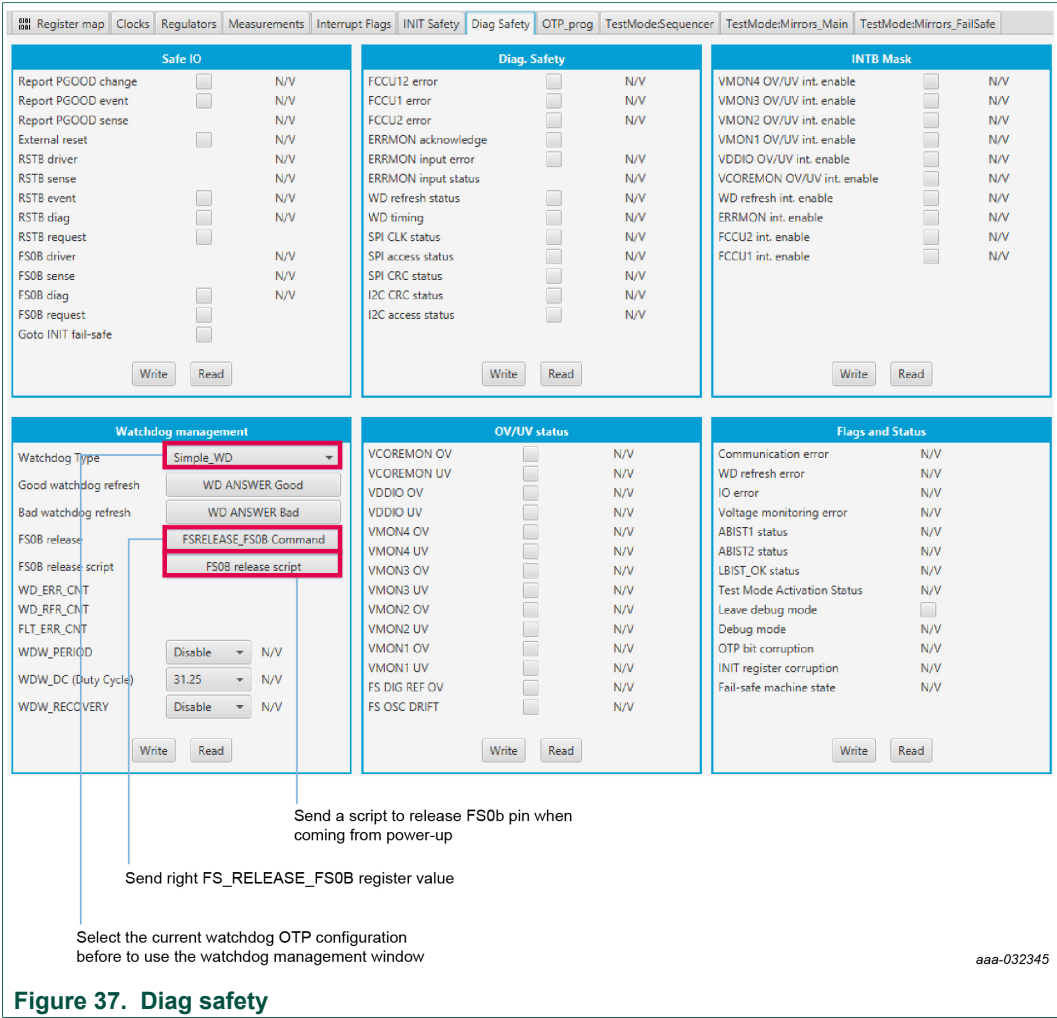 Register map Clocks Regulators Measurements Interrupt Flags INIT Safety Diag Safety OTP_prog TestMode:Sequencer TestMode:Mirrors_Main TestMode:Mirrors_FailSafe
Safe IO
Report PGOOD change N/V
Report PGOOD event N/V
Report PGOOD sense N/V
External reset N/V
RSTB driver N/V
RSTB sense N/V
RSTB event N/V
RSTB diag N/V
RSTB request
FS0B driver N/V
FS0B sense N/V
FS0B diag N/V
FS0B request
Goto INIT fail-safe
Write Read
Diag. Safety
FCCU12 error N/V
FCCU1 error N/V
FCCU2 error N/V
ERRMON acknowledge
ERRMON input error N/V
ERRMON input status N/V
WD refresh status N/V
WD timing N/V
SPI CLK status N/V
SPI access status N/V
SPI CRC status N/V
I2C CRC status N/V
I2C access status N/V
Write Read
INTB Mask
VMON4 OV/UV int. enable N/V
VMON3 OV/UV int. enable N/V
VMON2 OV/UV int. enable N/V
VMON1 OV/UV int. enable N/V
VDDIO OV/UV int. enable N/V
VCOREMON OV/UV int. enable N/V
WD refresh int. enable N/V
ERRMON int. enable N/V
FCCU2 int. enable N/V
FCCU1 int. enable N/V
Write Read
Watchdog management
Watchdog Type Simple_WD
Good watchdog refresh WD ANSWER Good
Bad watchdog refresh WD ANSWER Bad
FS0B release FSRELEASE_FS0B Command
FS0B release script FS0B release script
WD_ERR_CNT
WD_RFR_CNT
FLT_ERR_CNT
WDW_PERIOD Disable N/V
WDW_DC (Duty Cycle) 31.25 N/V
WDW_RECOVERY Disable N/V
Write Read
OV/UV status
VCOREMON OV N/V
VCOREMON UV N/V
VDDIO OV N/V
VDDIO UV N/V
VMON4 OV N/V
VMON4 UV N/V
VMON3 OV N/V
VMON3 UV N/V
VMON2 OV N/V
VMON2 UV N/V
VMON1 OV N/V
VMON1 UV N/V
FS DIG REF OV N/V
FS OSC DRIFT N/V
Write Read
Flags and Status
Communication error N/V
WD refresh error N/V
IO error N/V
Voltage monitoring error N/V
ABIST1 status N/V
ABIST2 status N/V
LBIST_OK status N/V
Test Mode Activation Status N/V
Leave debug mode
Debug mode N/V
OTP bit corruption N/V
INIT register corruption N/V
Fail-safe machine state N/V
Write Read
Send a script to release FS0b pin when
coming from power-up
Send right FS_RELEASE_FS0B register value
Select the current watchdog OTP configuration
before to use the watchdog management window
aaa-032345
Figure 37. Diag safety